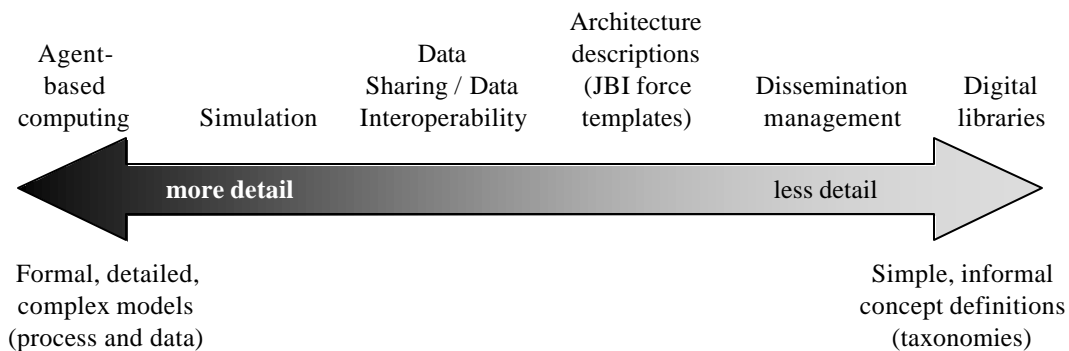 Agent-
based
computing
Simulation
Data
Sharing / Data
Interoperability
Architecture
descriptions
(JBI force
templates)
Dissemination
management
Digital
libraries
more detail
less detail
Formal, detailed,
complex models
(process and data)
Simple, informal
concept definitions
(taxonomies)